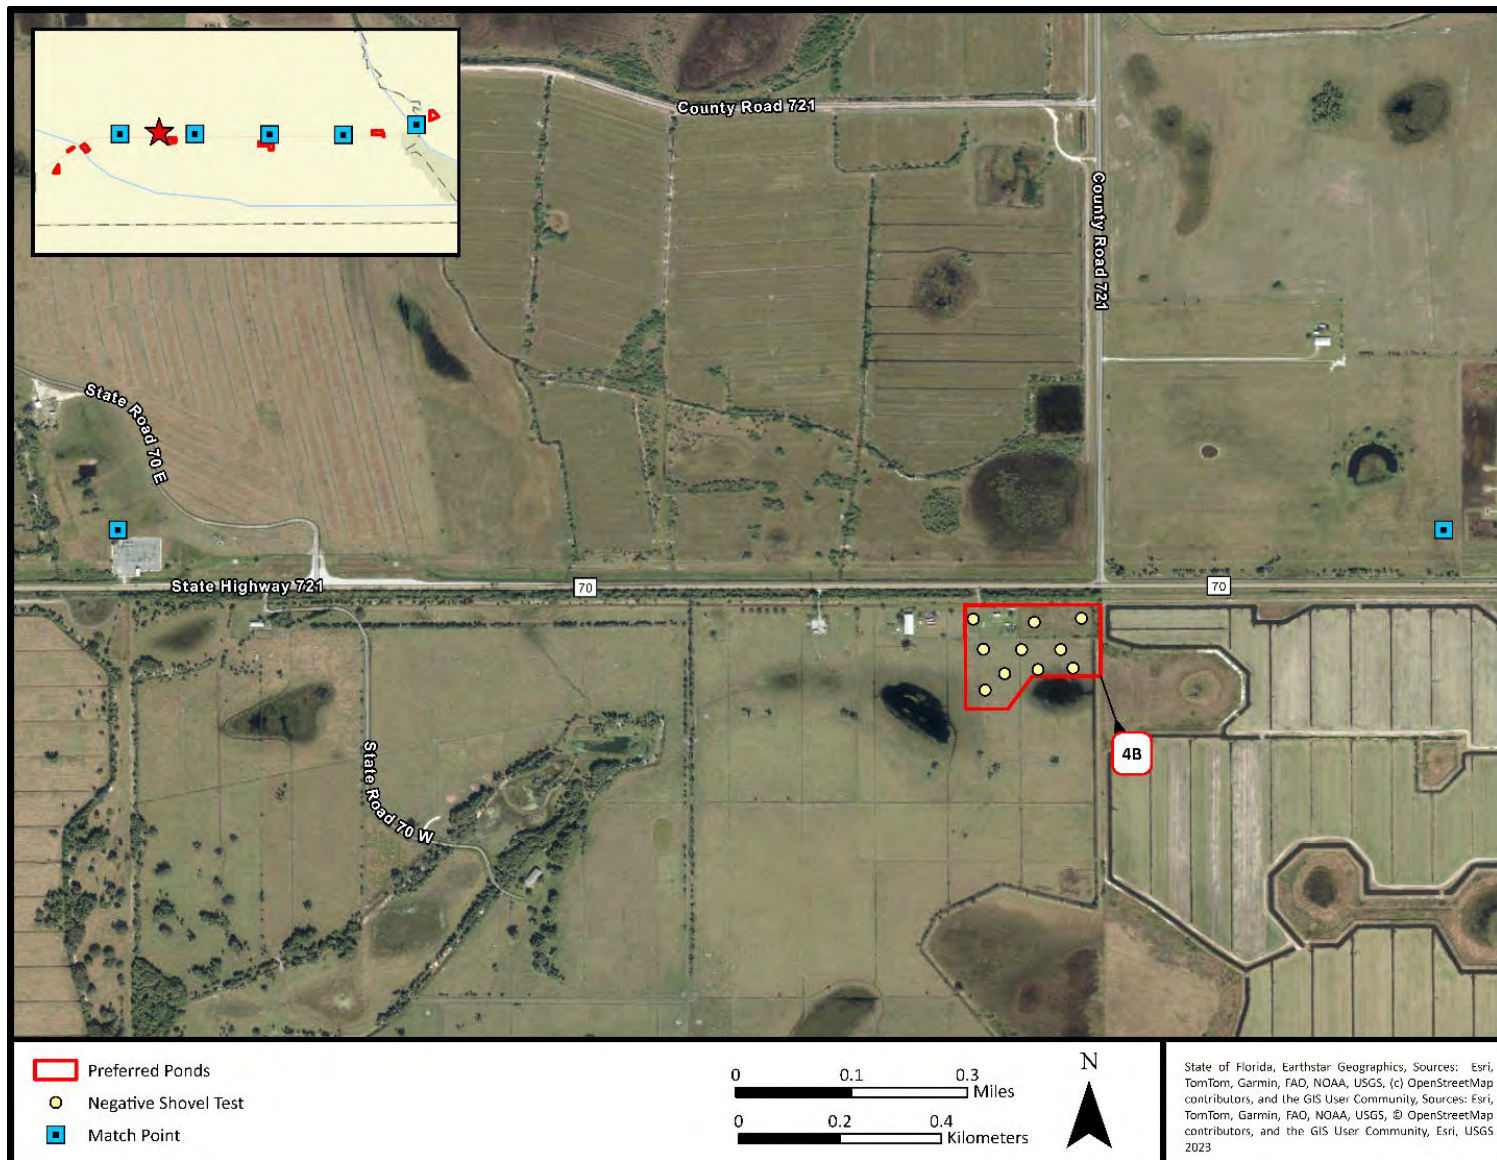 County Road 721
County Road 721
State Road 70 E
State Highway 721
70
70
State Road 70 W
4B
Preferred Ponds
Negative Shovel Test
Match Point
0 0.1 0.3
Miles
0 0.2 0.4
Kilometers
N
State of Florida, Earthstar Geographics, Sources: Esri,
TomTom, Garmin, FAO, NOAA, USGS, (c) OpenStreetMap
contributors, and the GIS User Community, Sources: Esri,
TomTom, Garmin, FAO, NOAA, USGS, © OpenStreetMap
contributors, and the GIS User Community, Esri, USGS
2023